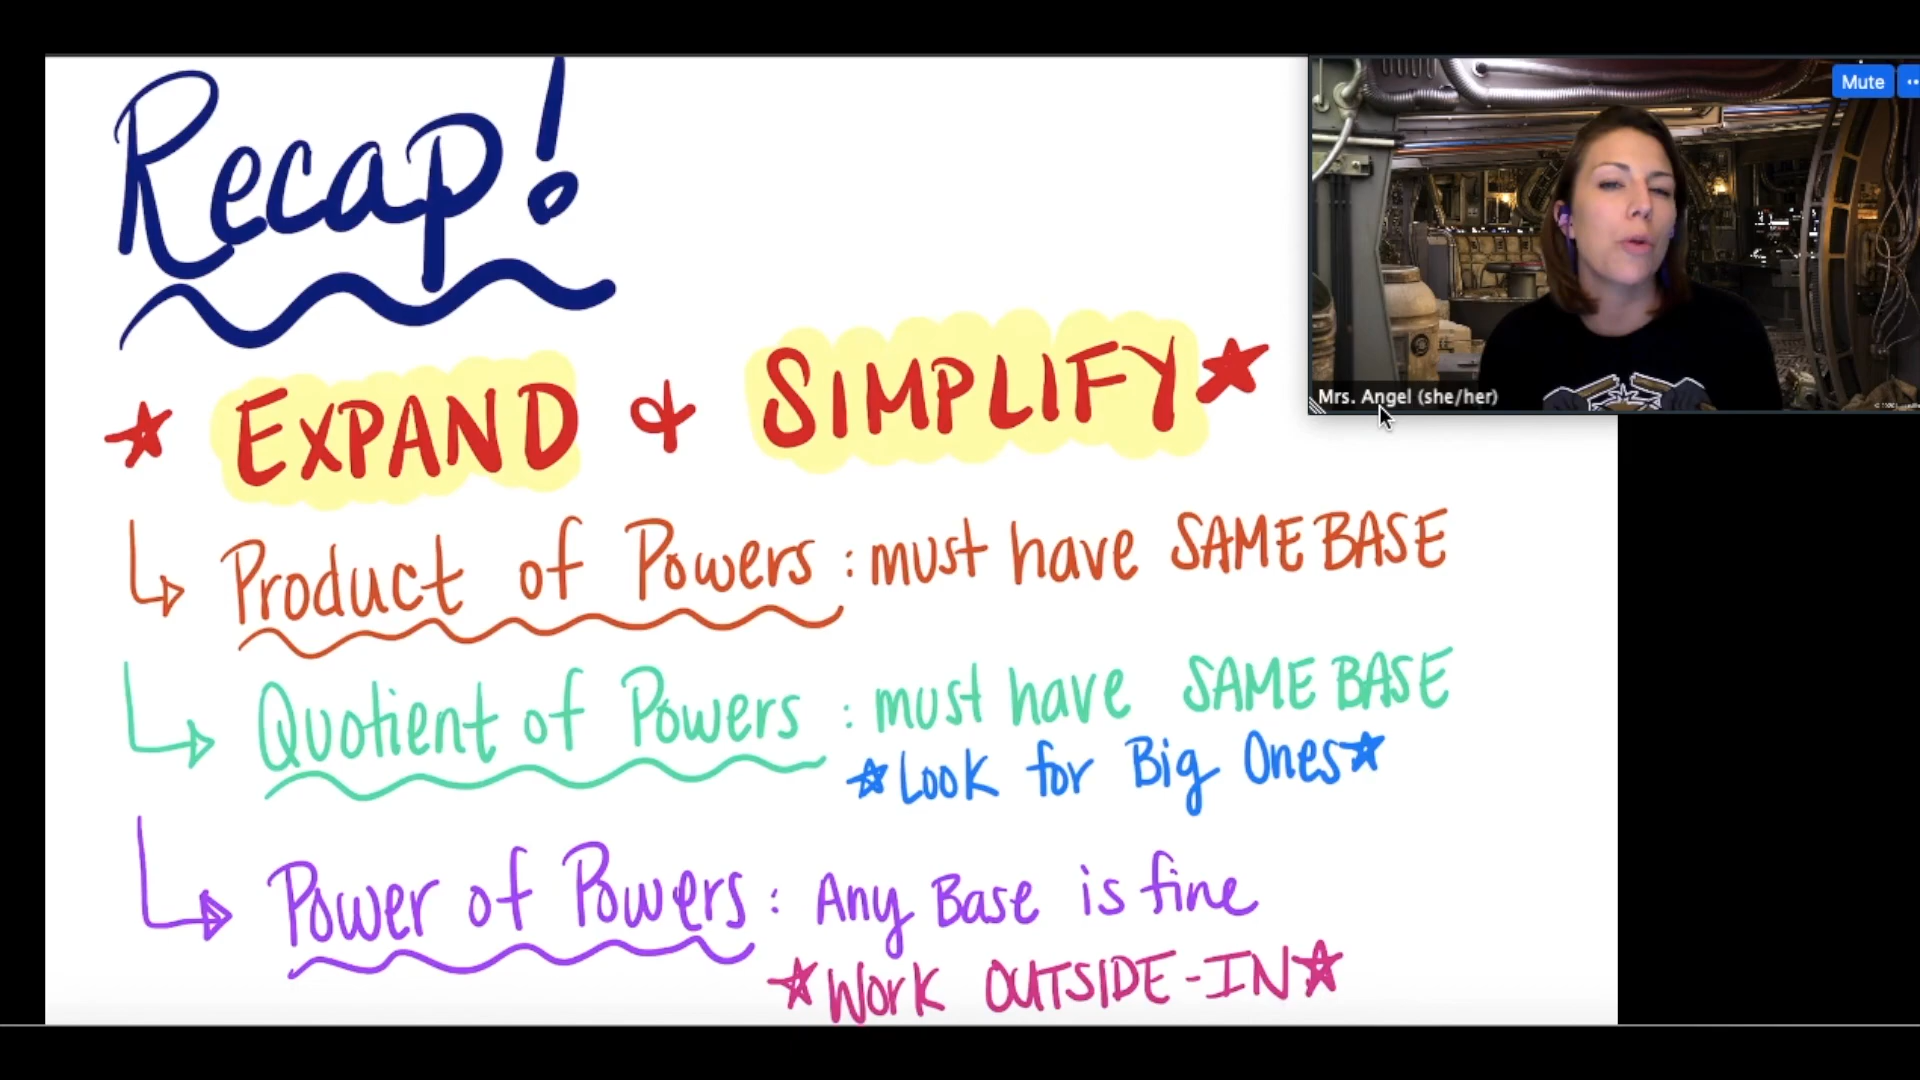 Recap!
★ EXPAND & SIMPLIFY ★
Product of Powers : must have SAME BASE
Quotient of Powers : must have SAME BASE
☆ Look for Big Ones ☆
Power of Powers : Any Base is fine
☆ Work OUTSIDE-IN ☆
Mute
Mrs. Angel (she/her)